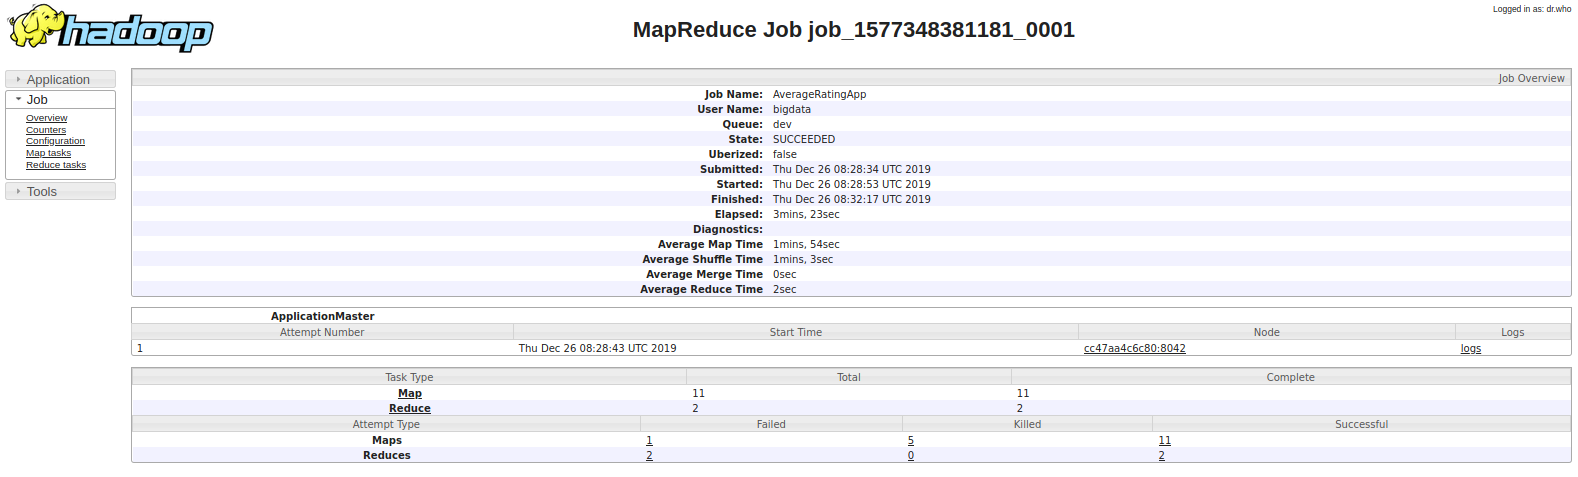 Logged in as: dr.who
hadoop
MapReduce Job job_1577348381181_0001
Application
Job
Overview
Counters
Configuration
Map tasks
Reduce tasks
Tools
Job Overview
Job Name: AverageRatingApp
User Name: bigdata
Queue: dev
State: SUCCEEDED
Uberized: false
Submitted: Thu Dec 26 08:28:34 UTC 2019
Started: Thu Dec 26 08:28:53 UTC 2019
Finished: Thu Dec 26 08:32:17 UTC 2019
Elapsed: 3mins, 23sec
Diagnostics:
Average Map Time 1mins, 54sec
Average Shuffle Time 1mins, 3sec
Average Merge Time 0sec
Average Reduce Time 2sec
ApplicationMaster
Attempt Number Start Time Node Logs
1 Thu Dec 26 08:28:43 UTC 2019 cc47aa4c6c80:8042 logs
Task Type Total Complete
Map 11 11
Reduce 2 2
Attempt Type Failed Killed Successful
Maps 1 5 11
Reduces 2 0 2